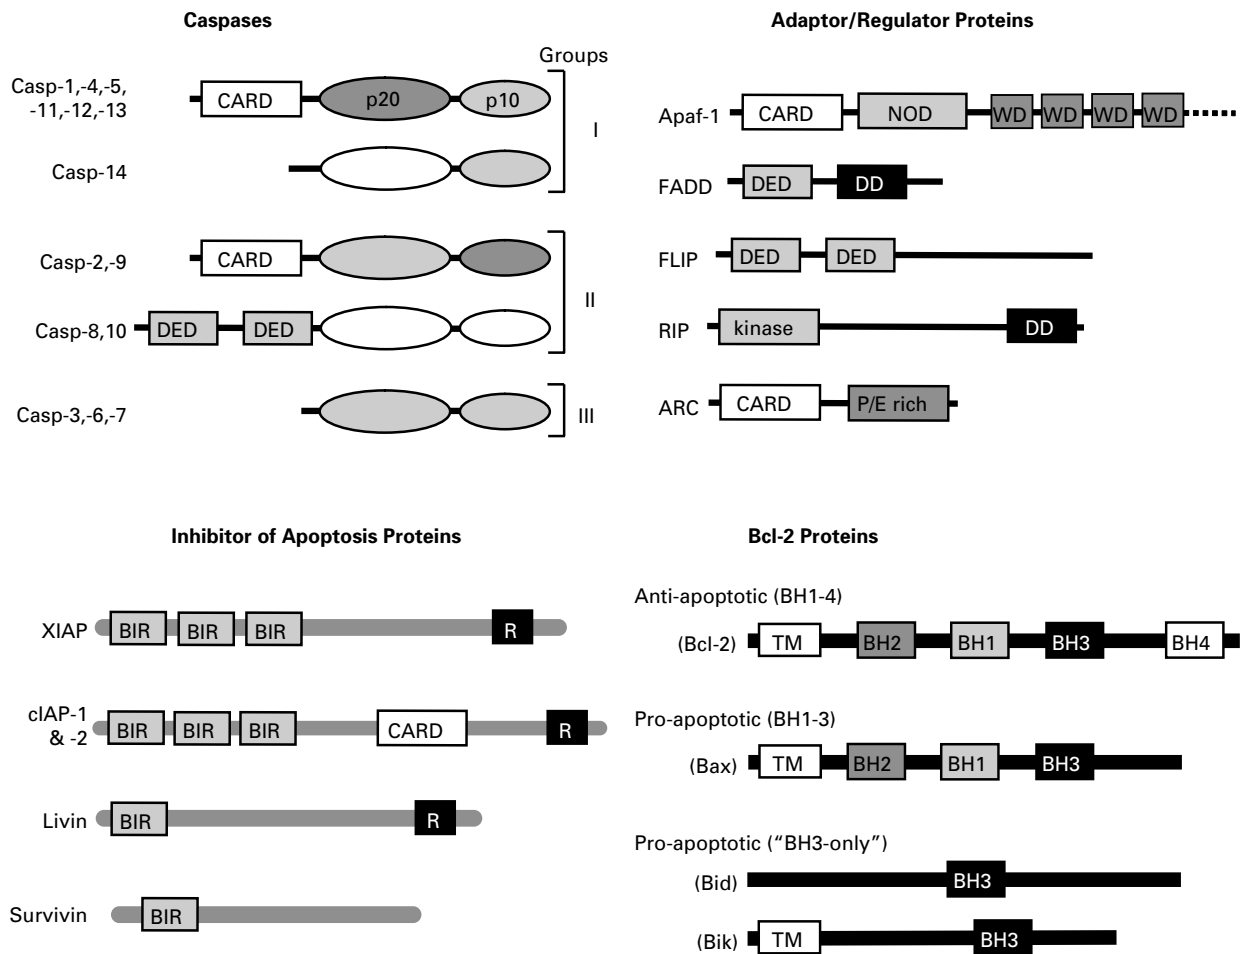 Caspases
Groups
Casp-1,-4,-5,
-11,-12,-13
CARD p20 p10
I
Casp-14
Casp-2,-9
CARD
II
Casp-8,10
DED DED
Casp-3,-6,-7
III
Adaptor/Regulator Proteins
Apaf-1 CARD NOD WD WD WD WD
FADD DED DD
FLIP DED DED
RIP kinase DD
ARC CARD P/E rich
Inhibitor of Apoptosis Proteins
XIAP BIR BIR BIR R
cIAP-1
& -2
BIR BIR BIR CARD R
Livin BIR R
Survivin BIR
Bcl-2 Proteins
Anti-apoptotic (BH1-4)
(Bcl-2) TM BH2 BH1 BH3 BH4
Pro-apoptotic (BH1-3)
(Bax) TM BH2 BH1 BH3
Pro-apoptotic (“BH3-only”)
(Bid) BH3
(Bik) TM BH3